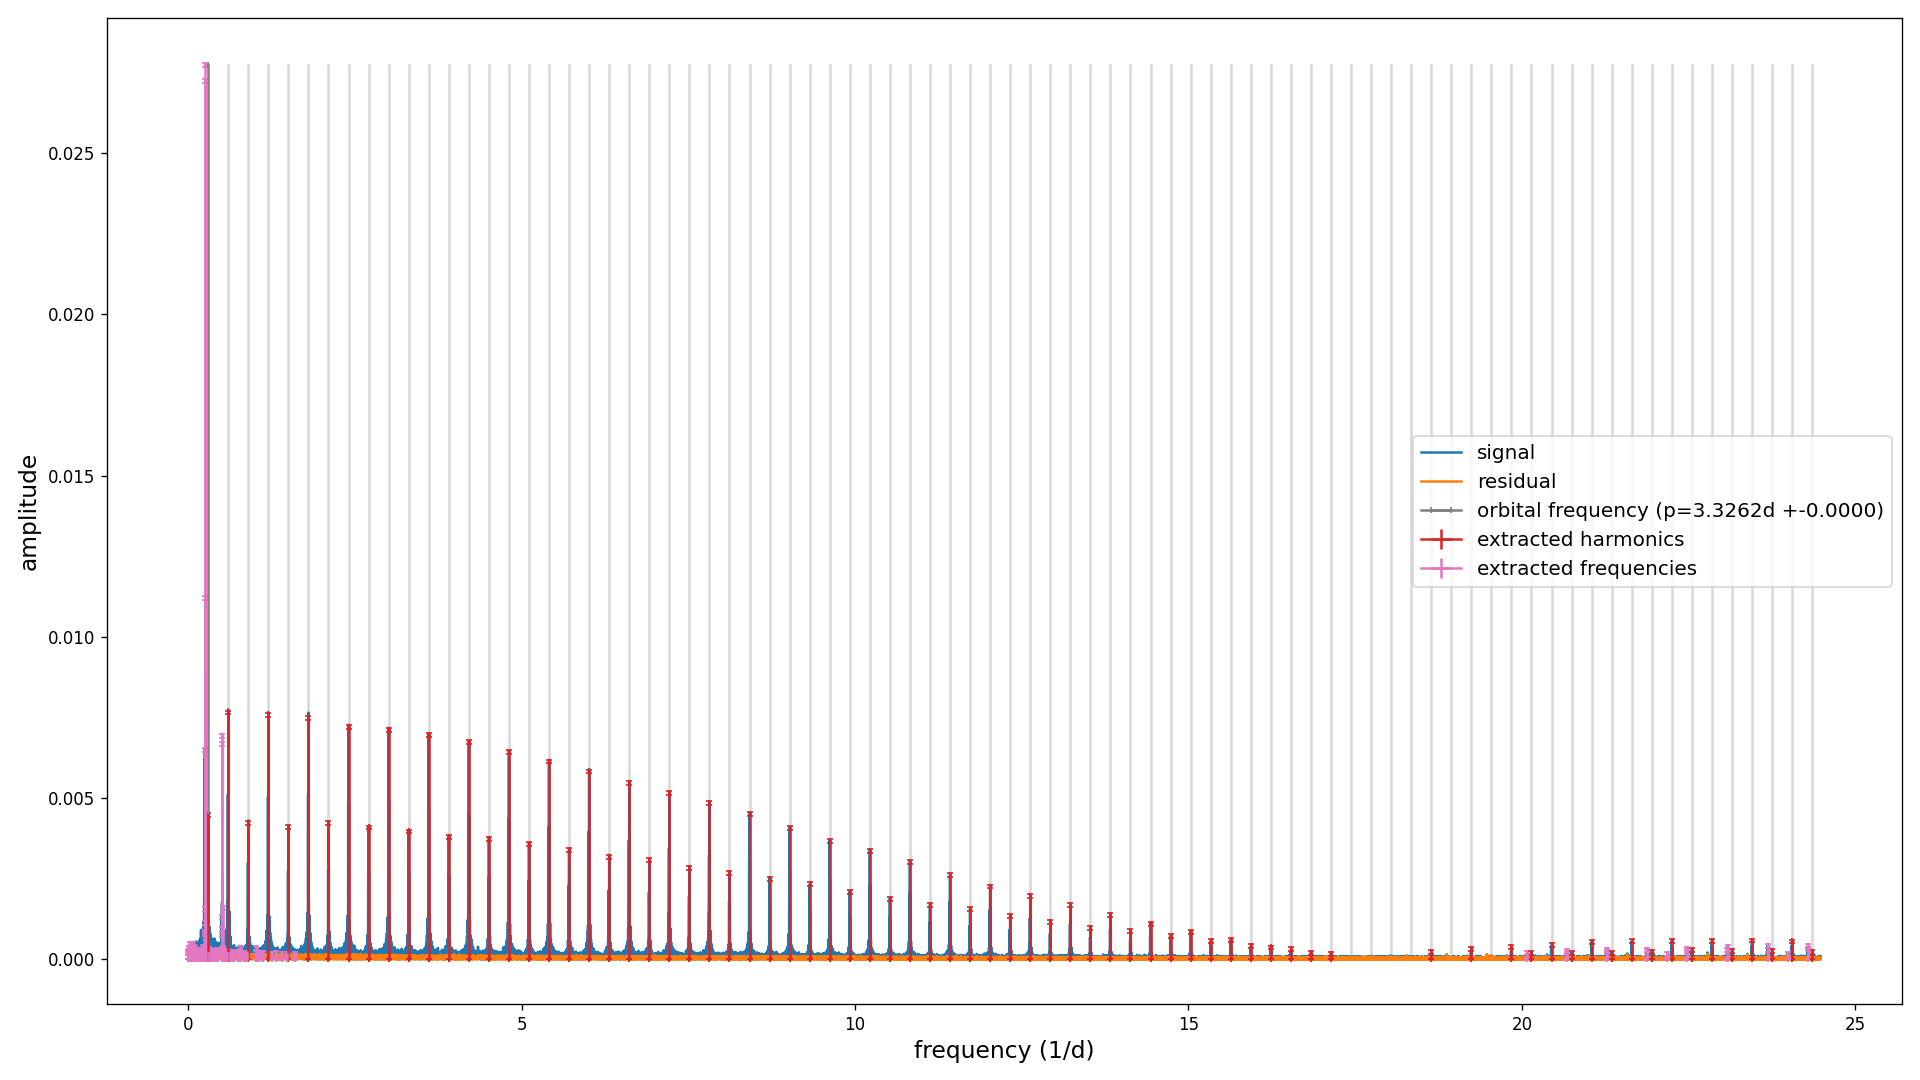 0.025
0.020
0.015
0.010
0.005
0.000
amplitude
signal
residual
orbital frequency (p=3.3262d +-0.0000)
extracted harmonics
extracted frequencies
0 5 10 15 20 25
frequency (1/d)